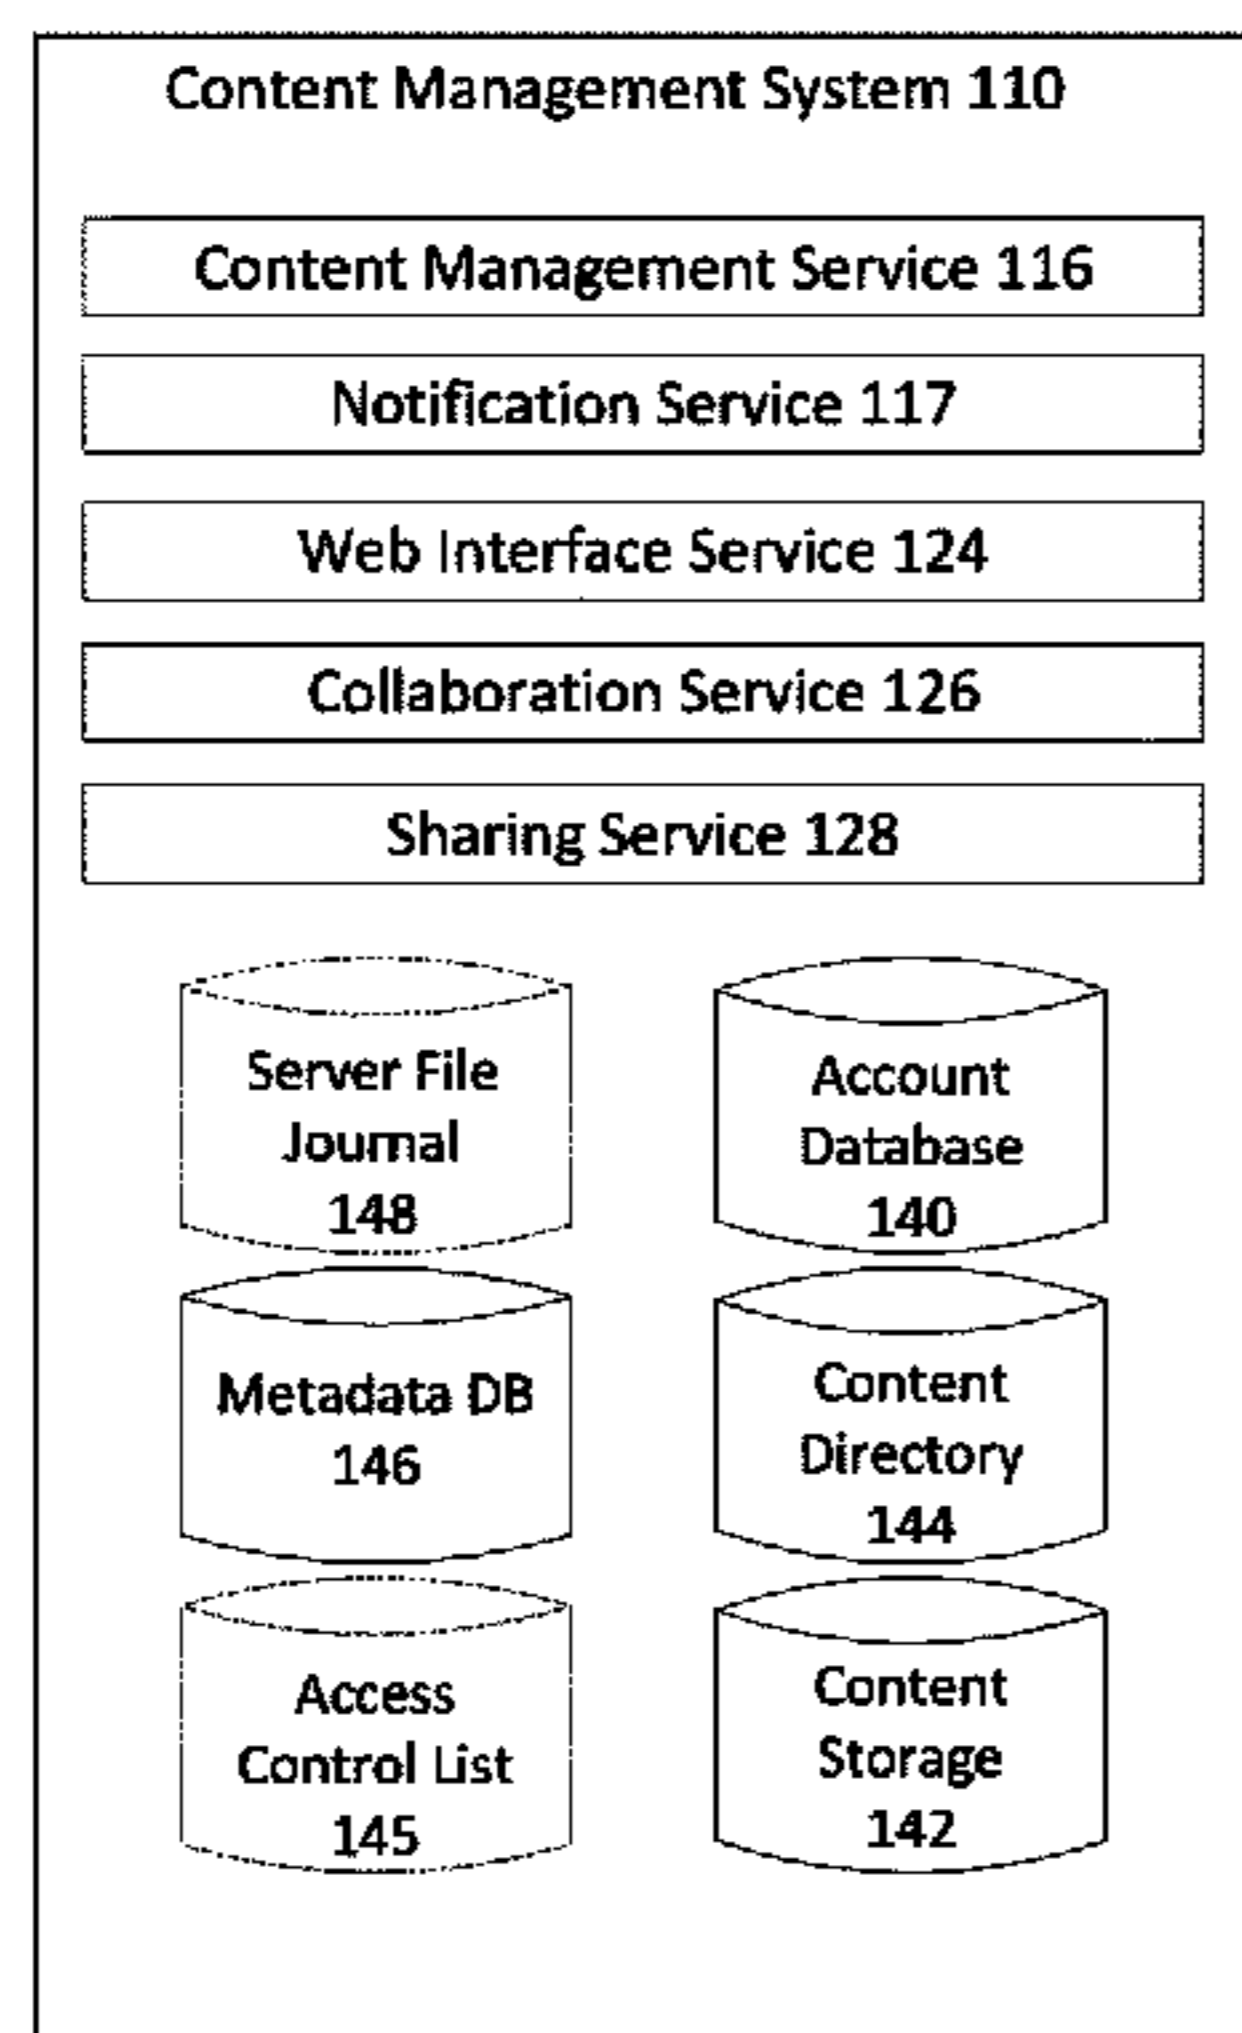 Content Management System 110
Content Management Service 116
Notification Service 117
Web Interface Service 124
Collaboration Service 126
Sharing Service 128
Server File
Journal
148
Account
Database
140
Metadata DB
146
Content
Directory
144
Access
Control List
145
Content
Storage
142